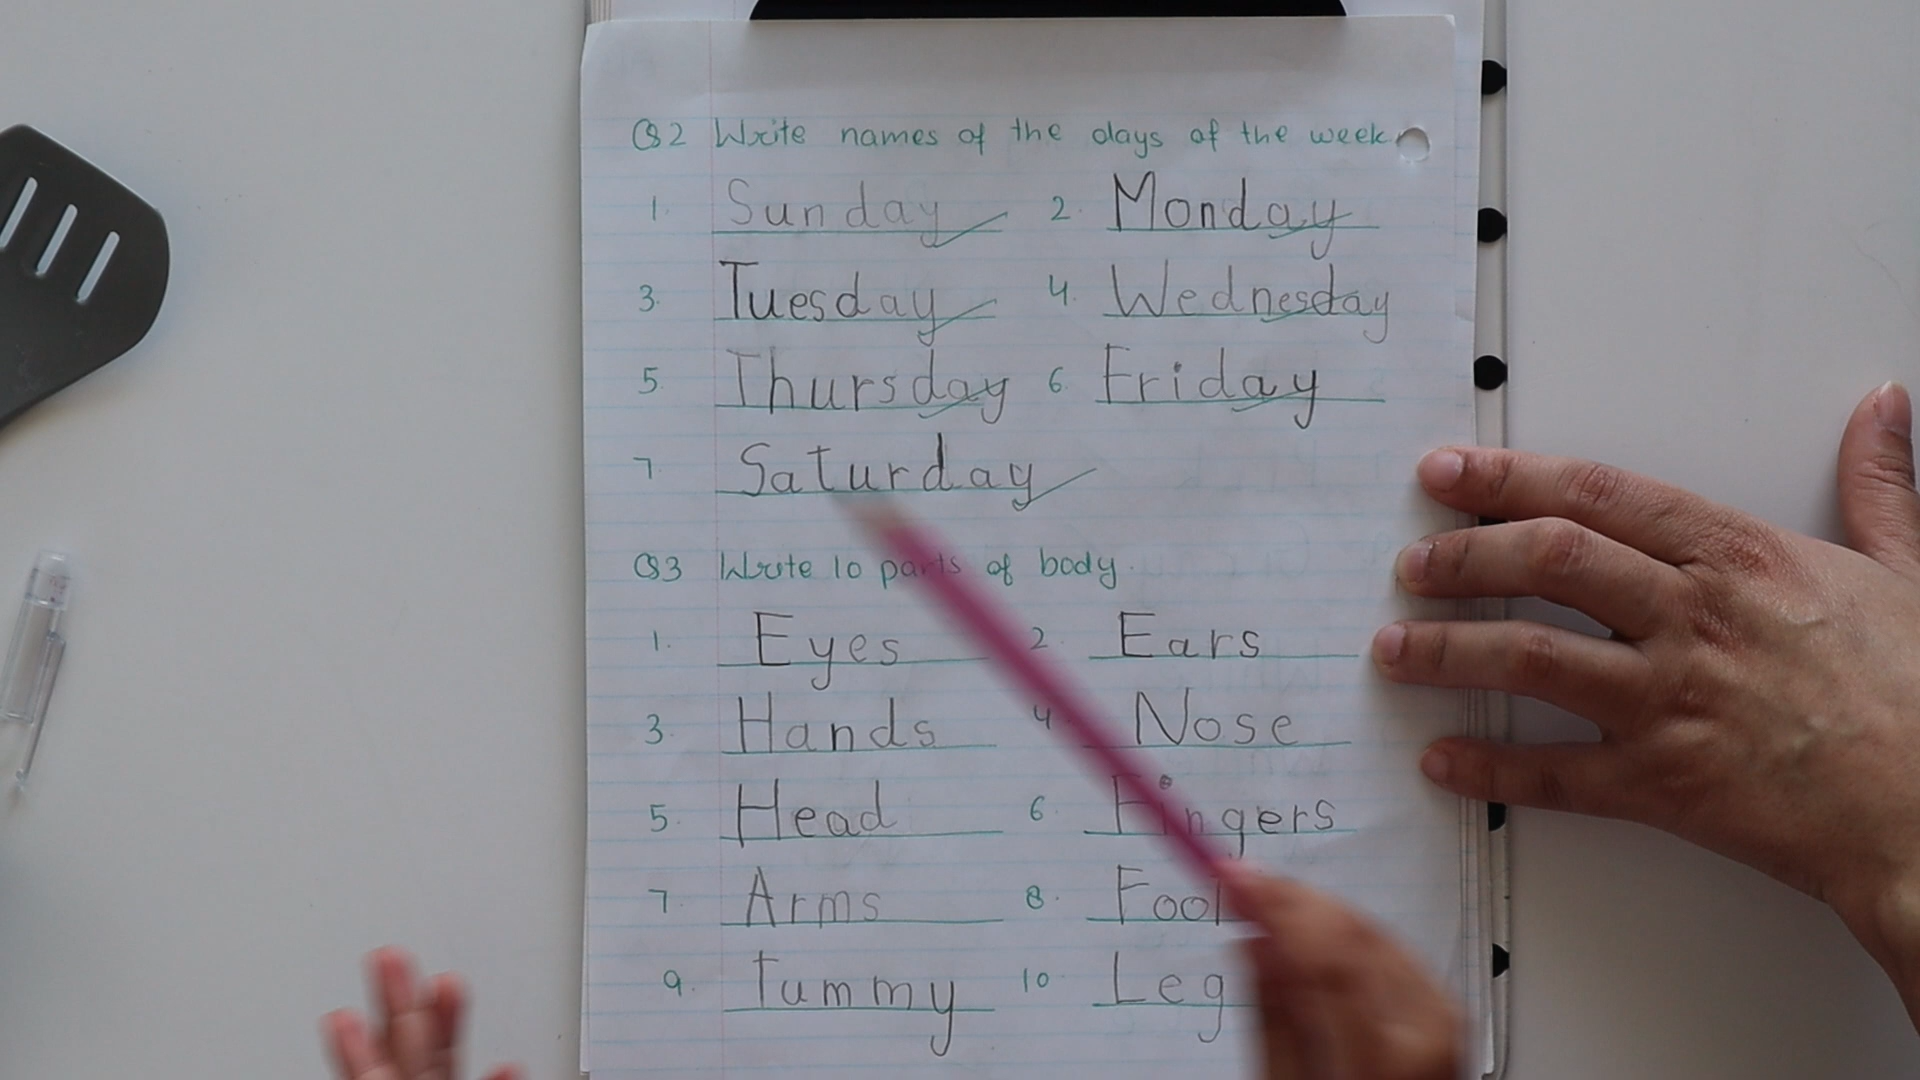 Q2 Write names of the days of the week
1. Sunday 2. Monday
3. Tuesday 4. Wednesday
5. Thursday 6. Friday
7. Saturday
Q3 Write 10 parts of body.
1. Eyes 2. Ears
3. Hands 4. Nose
5. Head 6. Fingers
7. Arms 8.
9. Tummy 10. Leg